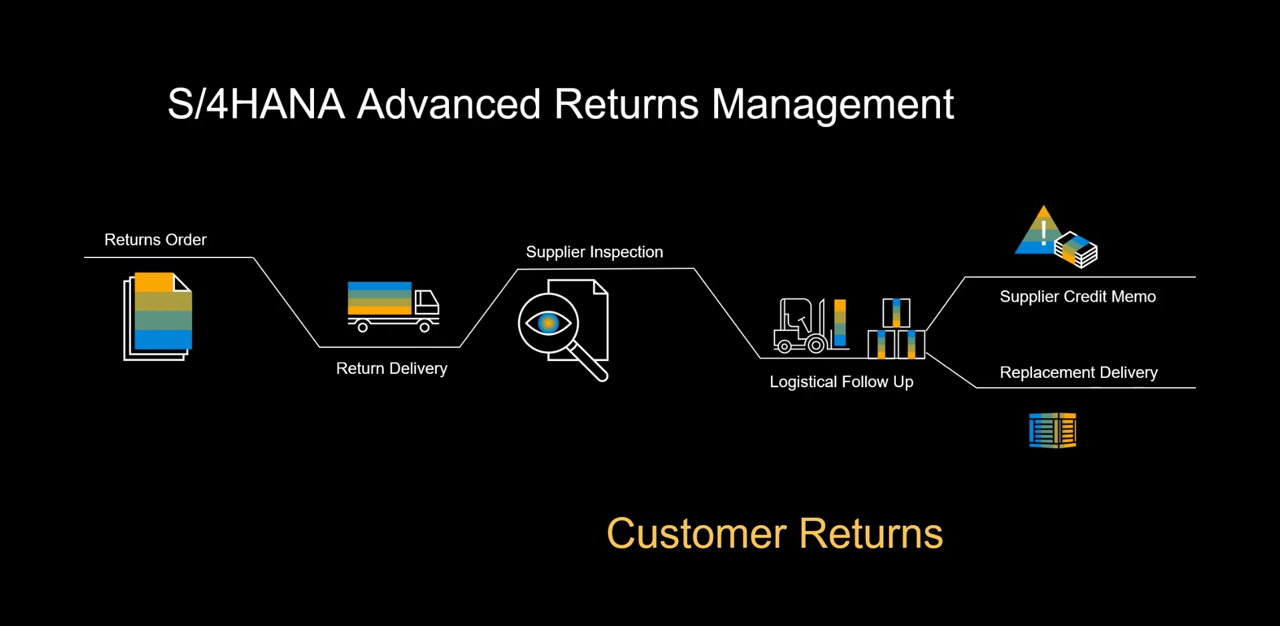 S/4HANA Advanced Returns Management
Returns Order
Return Delivery
Supplier Inspection
Logistical Follow Up
Supplier Credit Memo
Replacement Delivery
Customer Returns